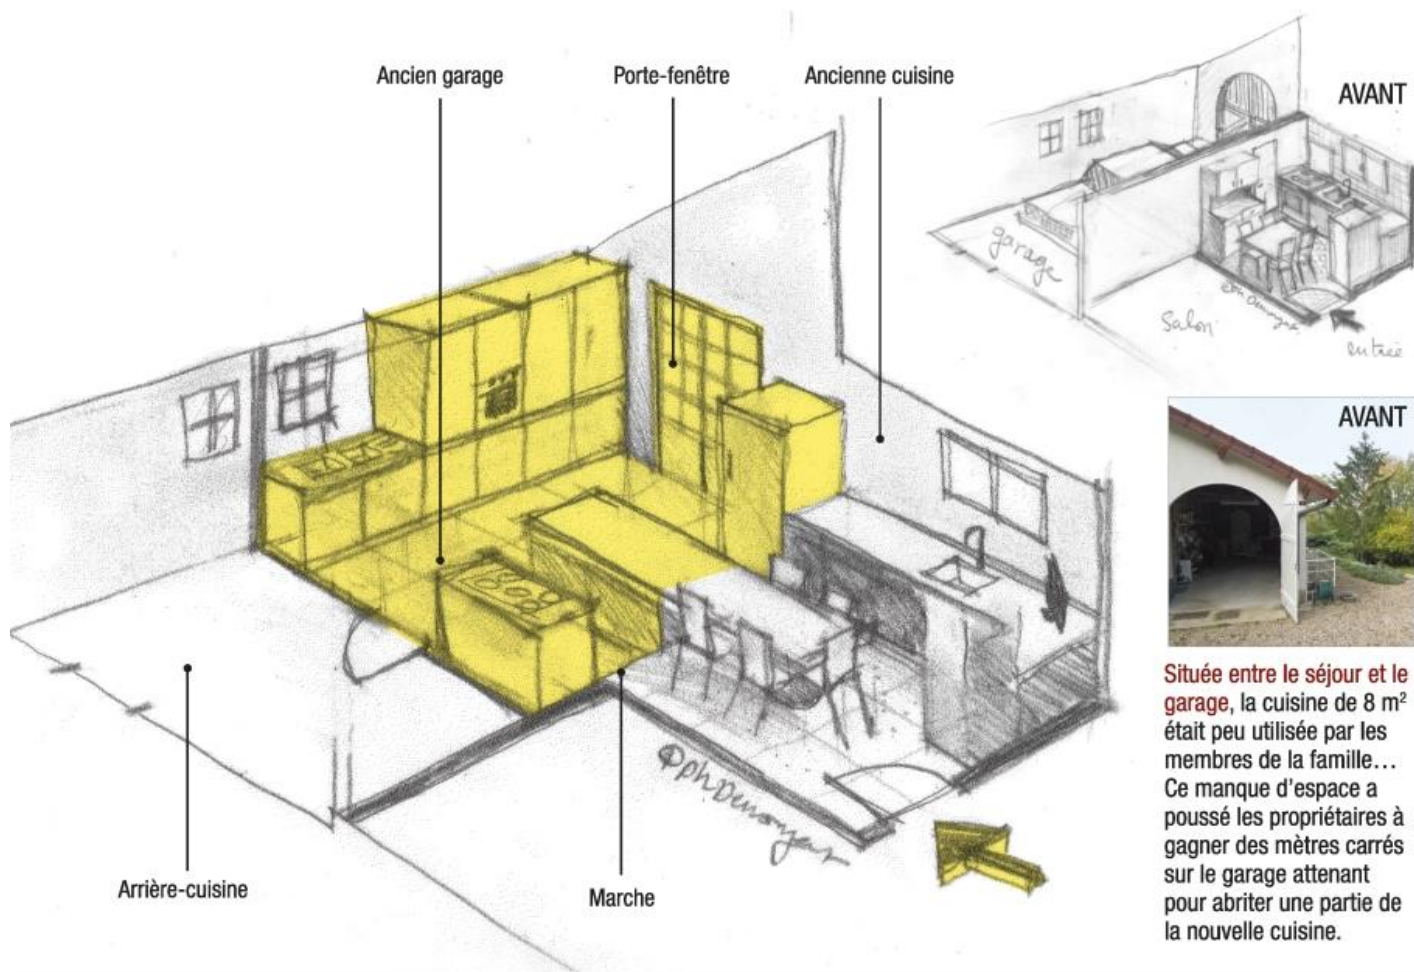 Ancien garage
Porte-fenêtre
Ancienne cuisine
AVANT
garage
Salon
entrée
AVANT
Située entre le séjour et le
garage, la cuisine de 8 m²
était peu utilisée par les
membres de la famille…
Ce manque d'espace a
poussé les propriétaires à
gagner des mètres carrés
sur le garage attenant
pour abriter une partie de
la nouvelle cuisine.
Arrière-cuisine
Marche